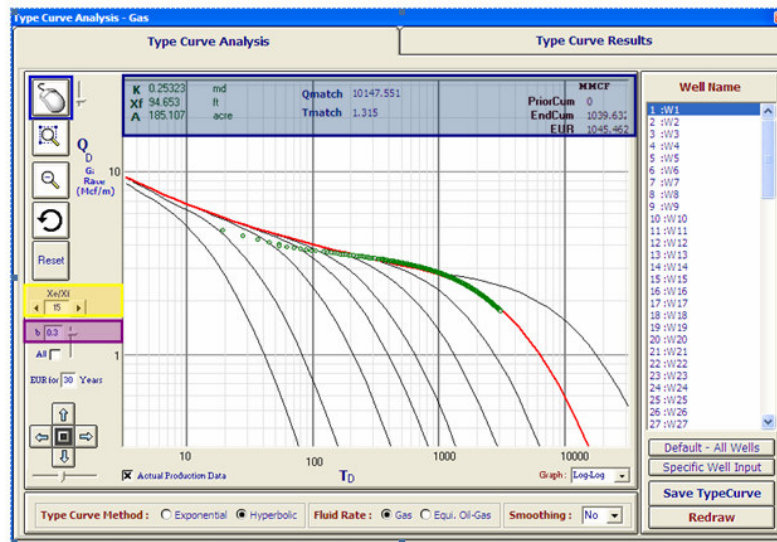 Type Curve Analysis - Gas
Type Curve Analysis
Type Curve Results
K 0.25323 md
Xf 94.653 ft
A 185.107 acre
Qmatch 10147.551
Tmatch 1.315
MMCF
PriorCum 0
EndCum 1039.632
EUR 1045.462
Q
D
Rate
(Mcf/m)
10
1
Reset
Xe/Xf
15
b 0.3
All
EUR for 30 Years
10
100
1000
10000
Actual Production Data
TD
Graph: Log-Log
Type Curve Method: Exponential Hyperbolic
Fluid Rate: Gas Equi. Oil-Gas
Smoothing: No
Well Name
1 :W1
2 :W2
3 :W3
4 :W4
5 :W5
6 :W6
7 :W7
8 :W8
9 :W9
10 :W10
11 :W11
12 :W12
13 :W13
14 :W14
15 :W15
16 :W16
17 :W17
18 :W18
19 :W19
20 :W20
21 :W21
22 :W22
23 :W23
24 :W24
25 :W25
26 :W26
27 :W27
Default - All Wells
Specific Well Input
Save TypeCurve
Redraw